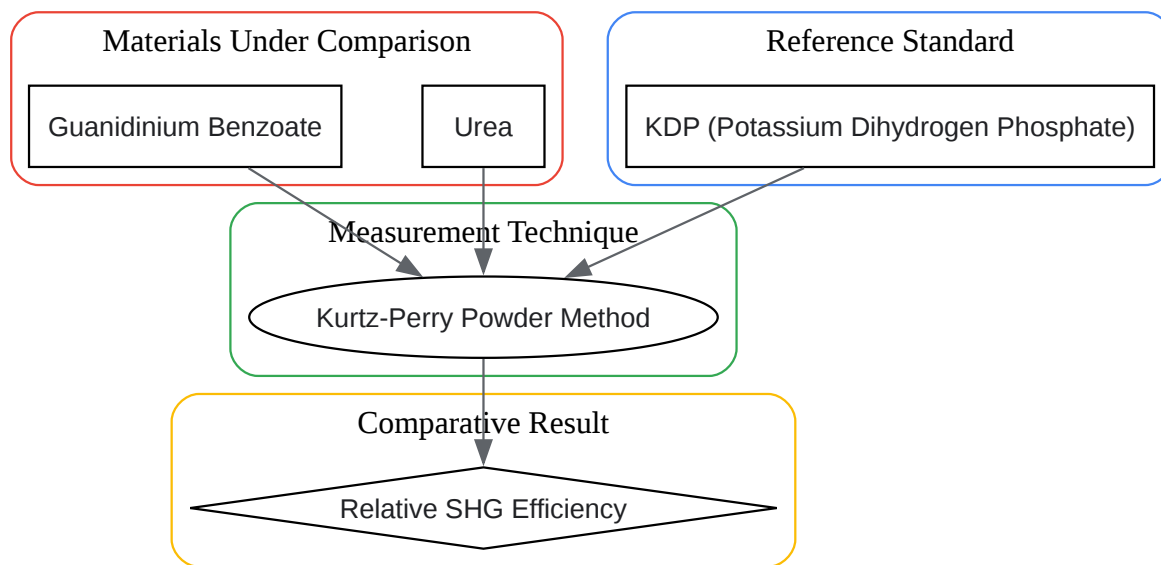 Materials Under Comparison
Reference Standard
Guanidinium Benzoate
Urea
KDP (Potassium Dihydrogen Phosphate)
Measurement Technique
Kurtz-Perry Powder Method
Comparative Result
Relative SHG Efficiency